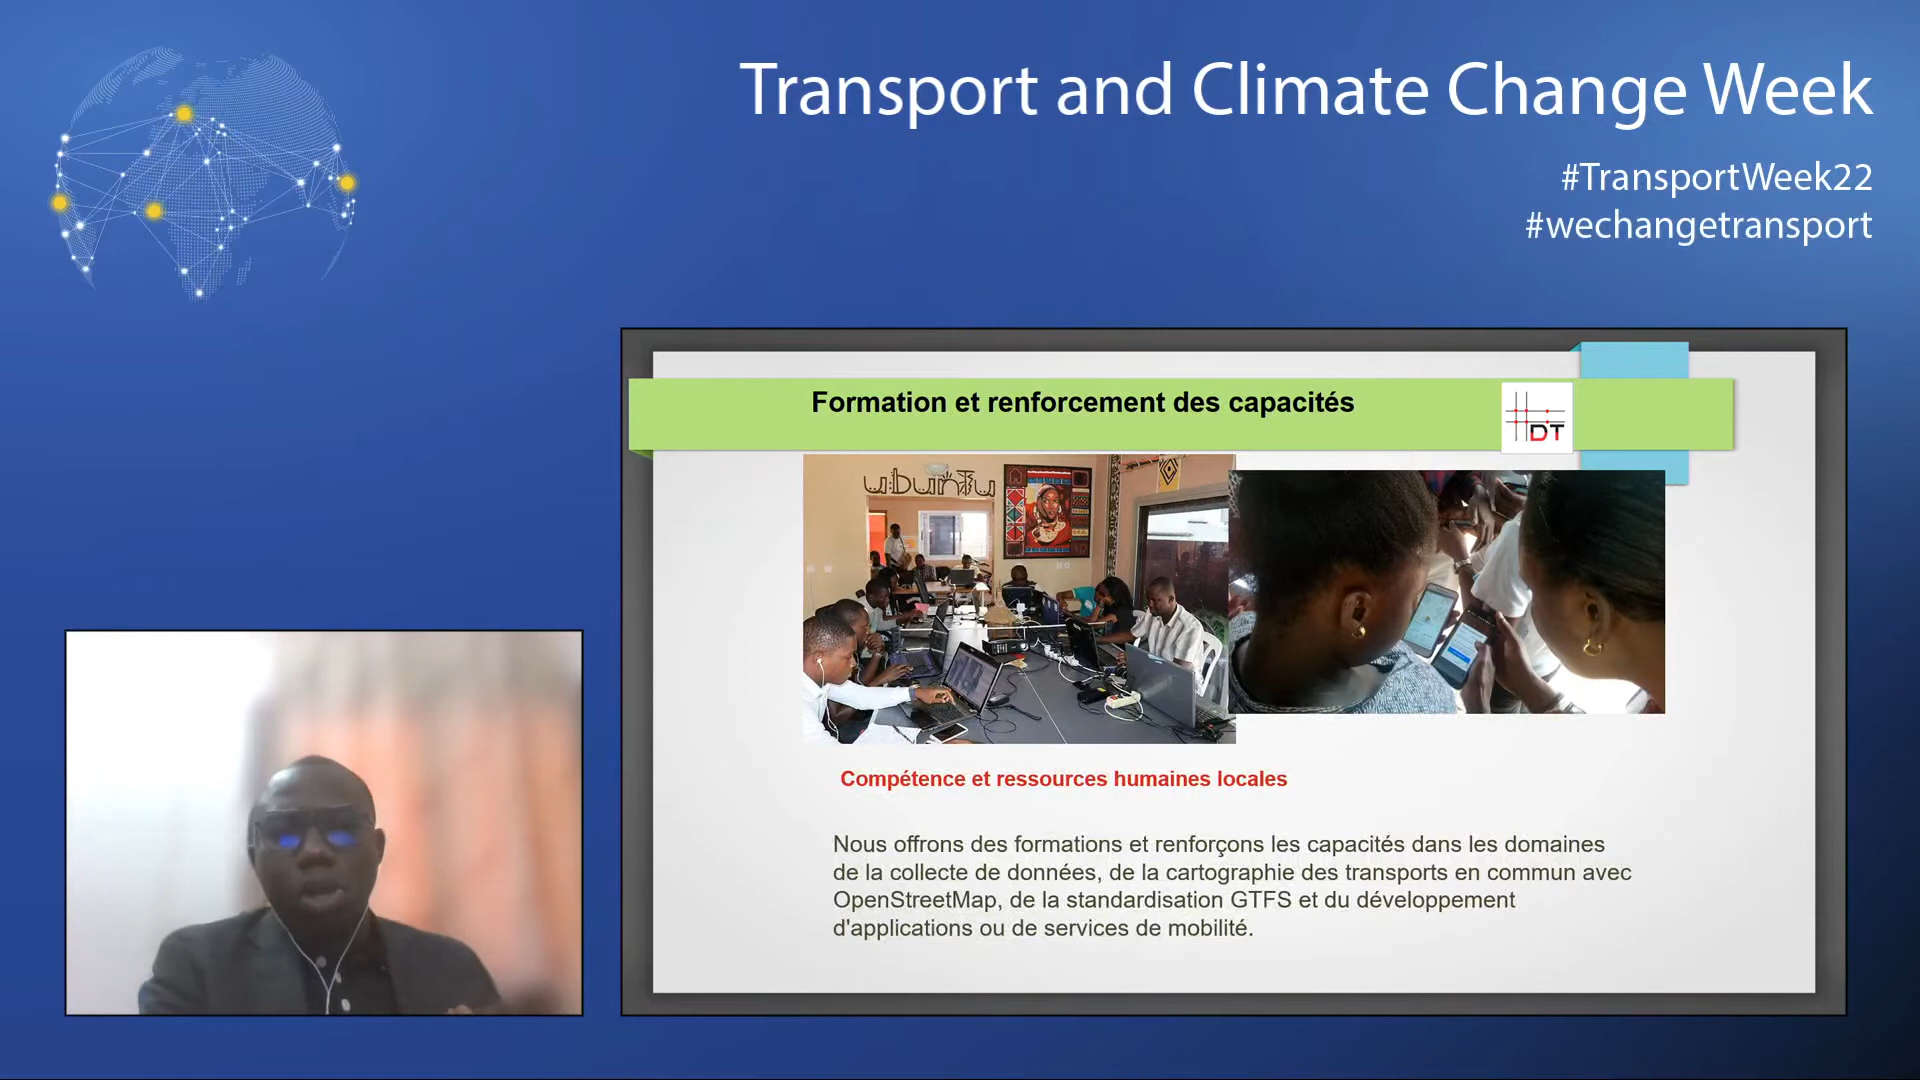 Transport and Climate Change Week
#TransportWeek22
#wechangetransport
Formation et renforcement des capacités
DT
ubuntu
Compétence et ressources humaines locales
Nous offrons des formations et renforçons les capacités dans les domaines
de la collecte de données, de la cartographie des transports en commun avec
OpenStreetMap, de la standardisation GTFS et du développement
d'applications ou de services de mobilité.